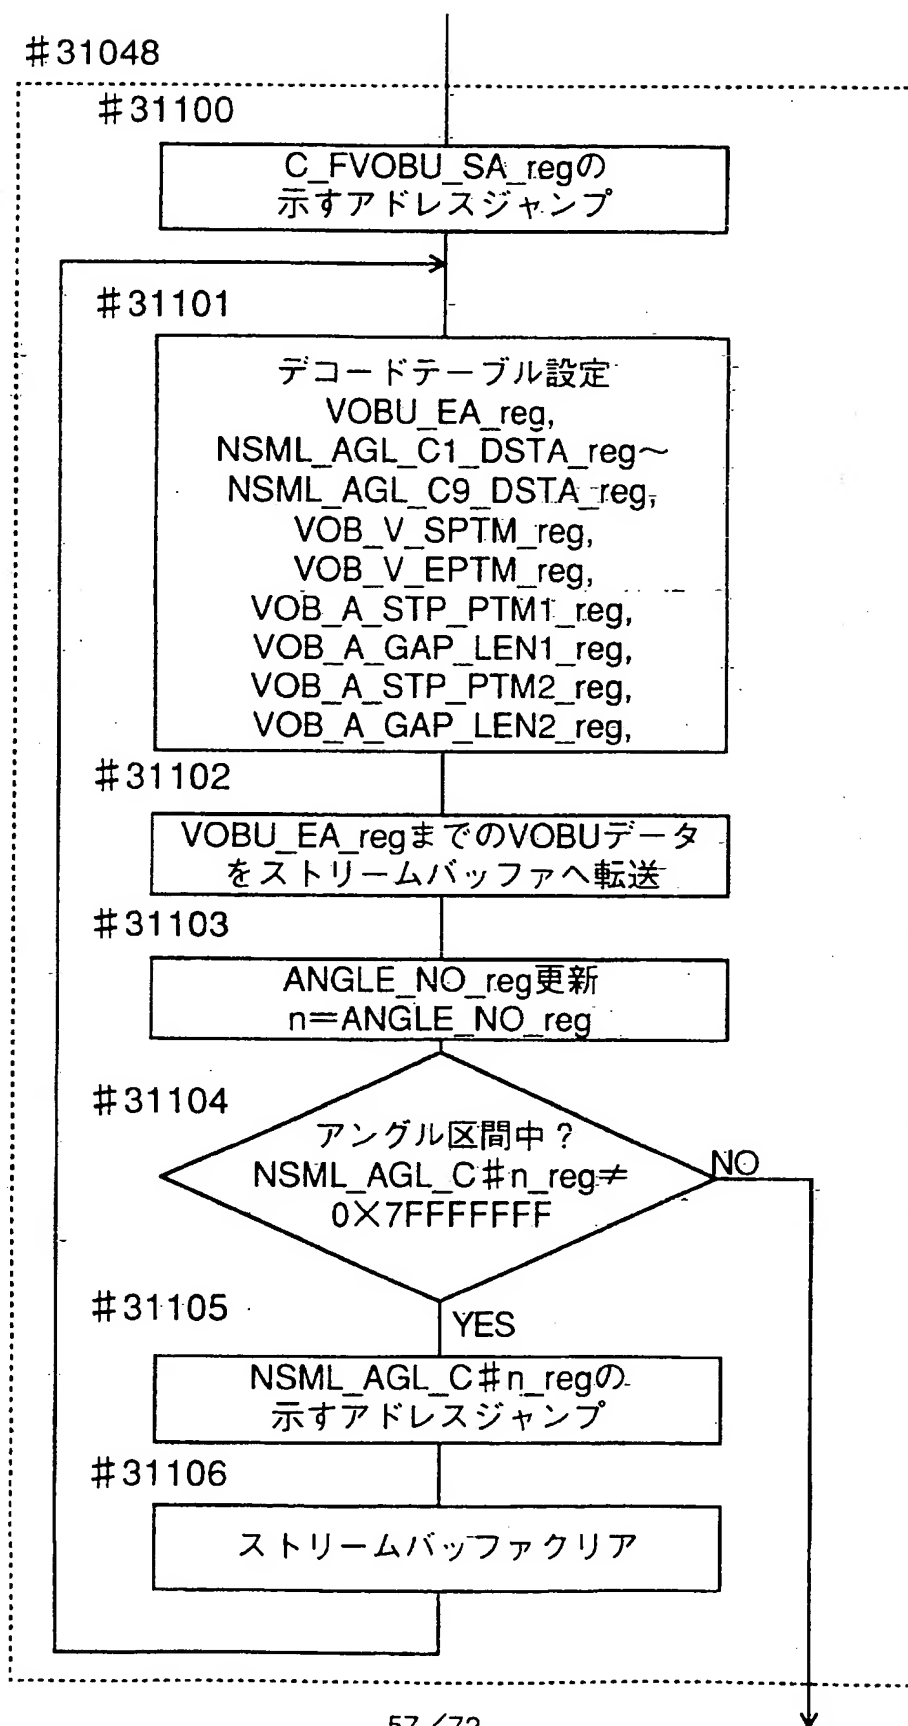 #31048
#31100
C_FVOBU_SA_regの
示すアドレスジャンプ
#31101
デコードテーブル設定
VOBU_EA_reg,
NSML_AGL_C1_DSTA_reg~
NSML_AGL_C9_DSTA_reg,
VOB_V_SPTM_reg,
VOB_V_EPTM_reg,
VOB_A_STP_PTM1_reg,
VOB_A_GAP_LEN1_reg,
VOB_A_STP_PTM2_reg,
VOB_A_GAP_LEN2_reg,
#31102
VOBU_EA_regまでのVOBUデータ
をストリームバッファへ転送
#31103
ANGLE_NO_reg更新
n=ANGLE_NO_reg
#31104
アングル区間中?
NSML_AGL_C#n_reg≠
0×7FFFFFFF
NO
#31105
YES
NSML_AGL_C#n_regの
示すアドレスジャンプ
#31106
ストリームバッファクリア
57/72